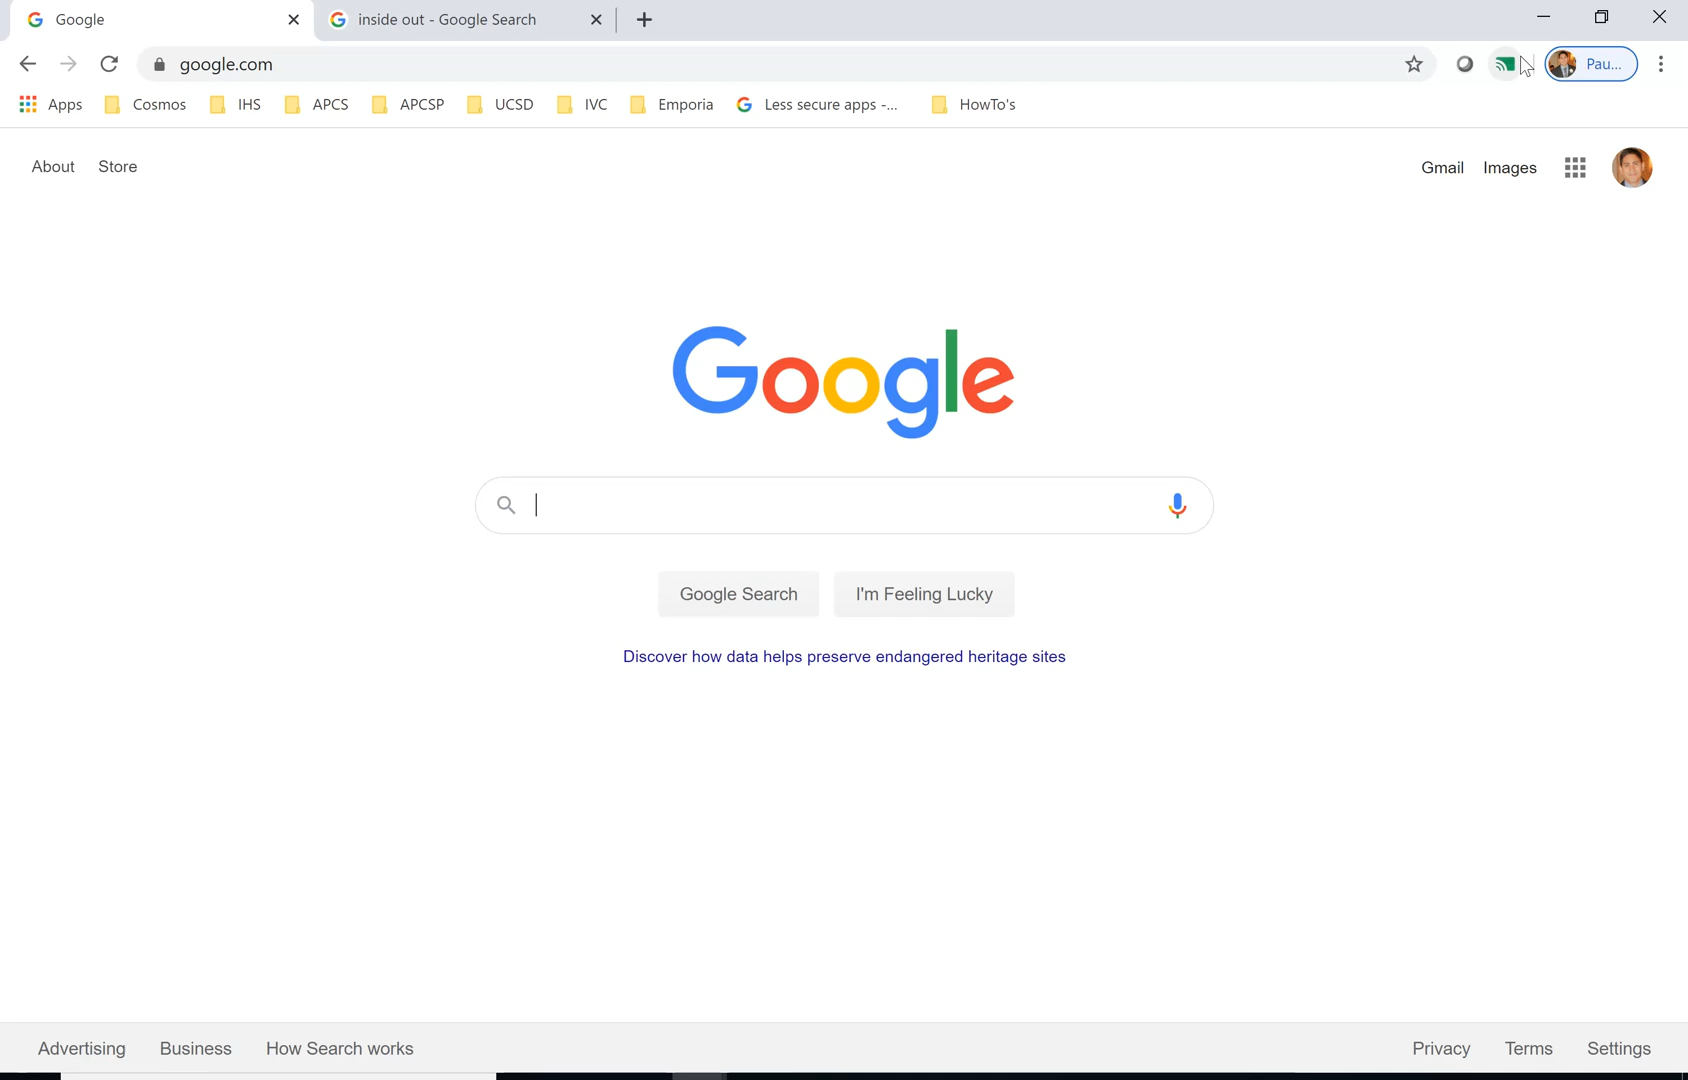 Google
inside out - Google Search
google.com
Pau...
Apps
Cosmos
IHS
APCS
APCSP
UCSD
IVC
Emporia
Less secure apps -...
HowTo's
About
Store
Gmail
Images
Google
Google Search
I'm Feeling Lucky
Discover how data helps preserve endangered heritage sites
Advertising
Business
How Search works
Privacy
Terms
Settings